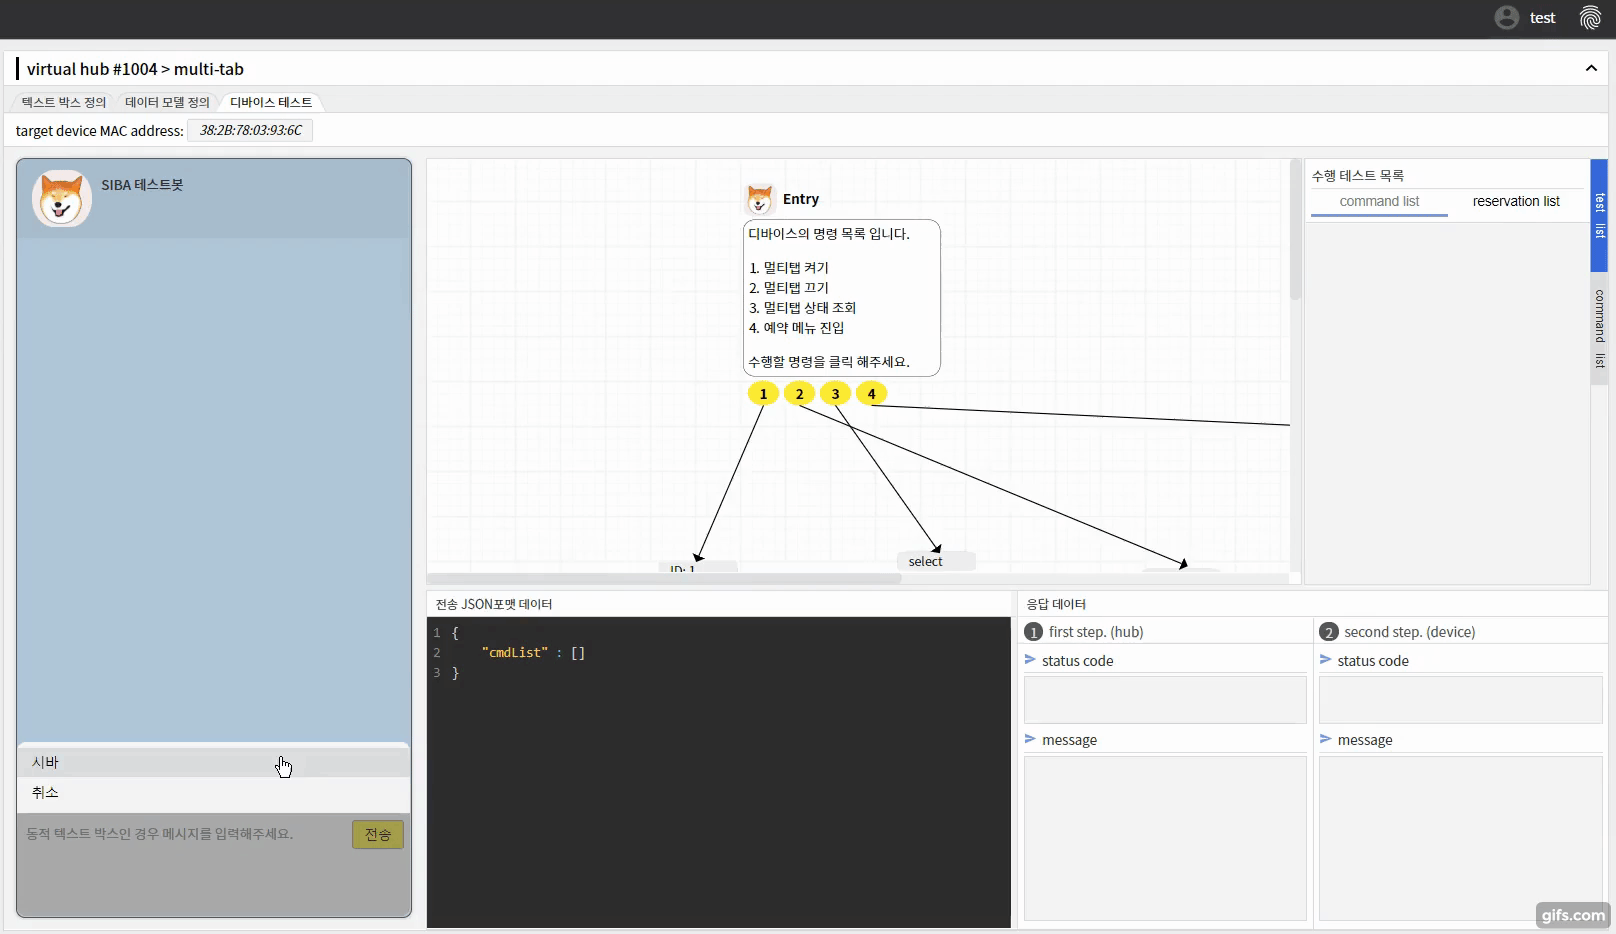 test
virtual hub #1004 > multi-tab
텍스트 박스 정의
데이터 모델 정의
디바이스 테스트
target device MAC address:
38:2B:78:03:93:6C
SIBA 테스트봇
시바
취소
동적 텍스트 박스인 경우 메시지를 입력해주세요.
전송
Entry
디바이스의 명령 목록 입니다.
1. 멀티탭 켜기
2. 멀티탭 끄기
3. 멀티탭 상태 조회
4. 예약 메뉴 진입
수행할 명령을 클릭 해주세요.
1 2 3 4
ID: 1
select
수행 테스트 목록
command list
reservation list
test list
command list
전송 JSON포맷 데이터
1 {
2 "cmdList" : []
3 }
응답 데이터
1 first step. (hub)
status code
message
2 second step. (device)
status code
message
gifs.com